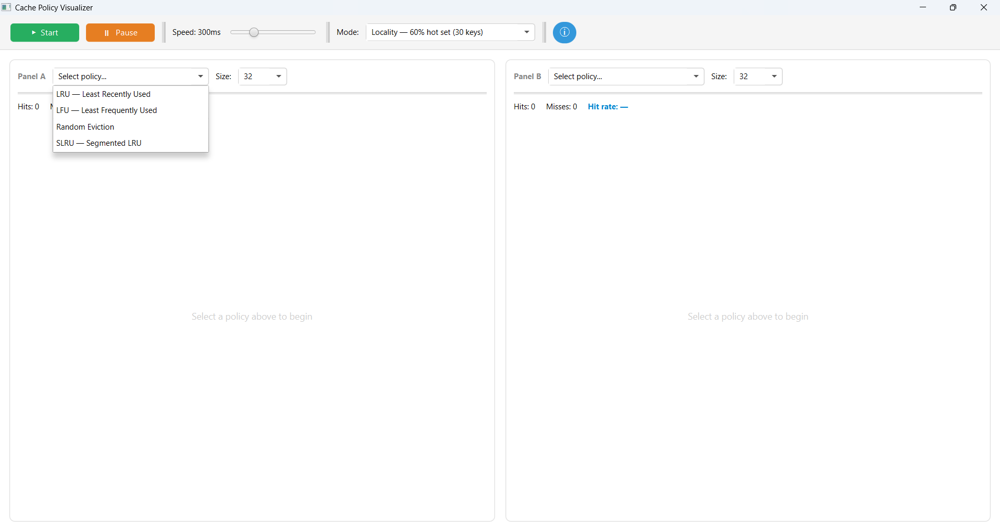 Cache Policy Visualizer
Start Pause Speed: 300ms Mode: Locality — 60% hot set (30 keys)
Panel A Select policy... Size: 32
LRU — Least Recently Used
LFU — Least Frequently Used
Random Eviction
SLRU — Segmented LRU
Hits: 0
Select a policy above to begin
Panel B Select policy... Size: 32
Hits: 0 Misses: 0 Hit rate: —
Select a policy above to begin